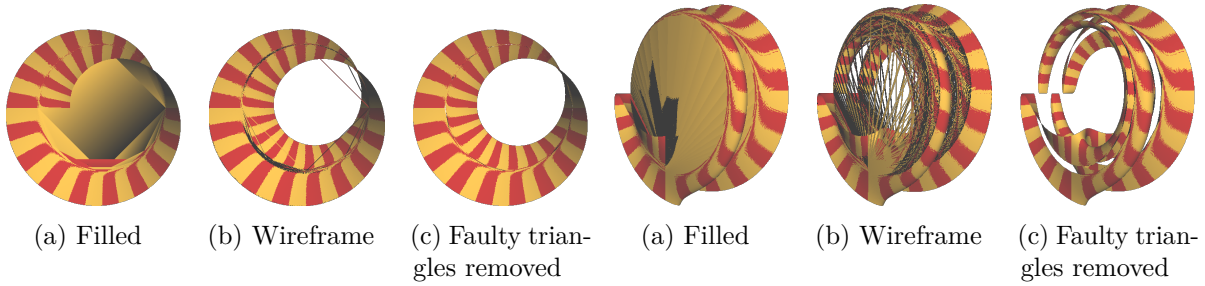 (a) Filled
(b) Wireframe
(c) Faulty trian-
gles removed
(a) Filled
(b) Wireframe
(c) Faulty trian-
gles removed